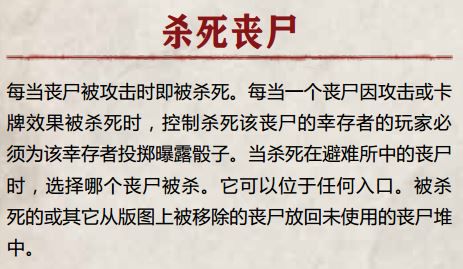 杀死丧尸
每当丧尸被攻击时即被杀死。每当一个丧尸因攻击或卡
牌效果被杀死时，控制杀死该丧尸的幸存者的玩家必
须为该幸存者投掷曝露骰子。当杀死在避难所中的丧尸
时，选择哪个丧尸被杀。它可以位于任何入口。被杀
死的或其它从版图上被移除的丧尸放回未使用的丧尸堆
中。